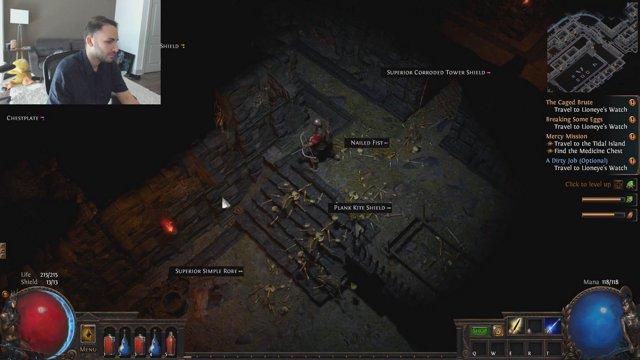 Shield
Superior Corroded Tower Shield
Chestplate
Nailed Fist
Plank Kite Shield
Superior Simple Robe
The Caged Brute
Travel to Lioneye's Watch
Breaking Some Eggs
Travel to Lioneye's Watch
Mercy Mission
Travel to the Tidal Island
Find the Medicine Chest
A Dirty Job (Optional)
Travel to Lioneye's Watch
Click to level up
Life 215/215
Shield 13/13
Mana 118/118
Menu
Shop
Q W E R T